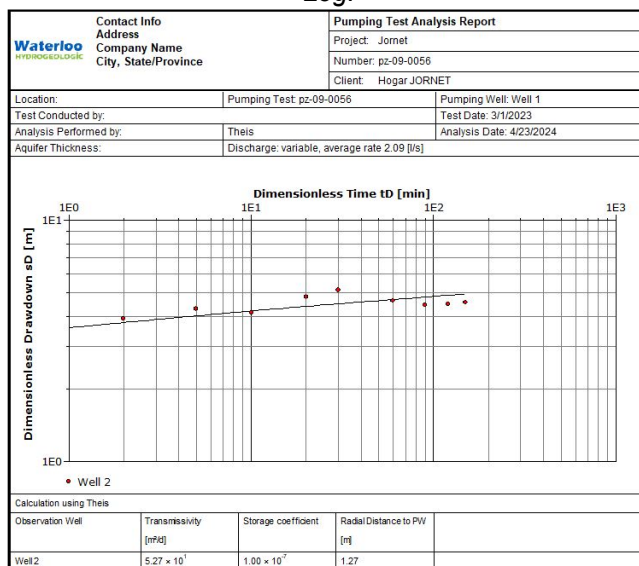 Waterloo
HYDROGEOLOGIC
Contact Info
Address
Company Name
City, State/Province
Pumping Test Analysis Report
Project: Jornet
Number: pz-09-0056
Client: Hogar JORNET
Location:
Pumping Test: pz-09-0056
Pumping Well: Well 1
Test Conducted by:
Test Date: 3/1/2023
Analysis Performed by:
Theis
Analysis Date: 4/23/2024
Aquifer Thickness:
Discharge: variable, average rate 2.09 [l/s]
Dimensionless Time tD [min]
1E0 1E1 1E2 1E3
1E1
Dimensionless Drawdown sD [m]
1E0
Well 2
Calculation using Theis
Observation Well
Transmissivity
[m²/d]
Storage coefficient
Radial Distance to PW
[m]
Well 2
5.27 × 10¹
1.00 × 10⁻⁷
1.27